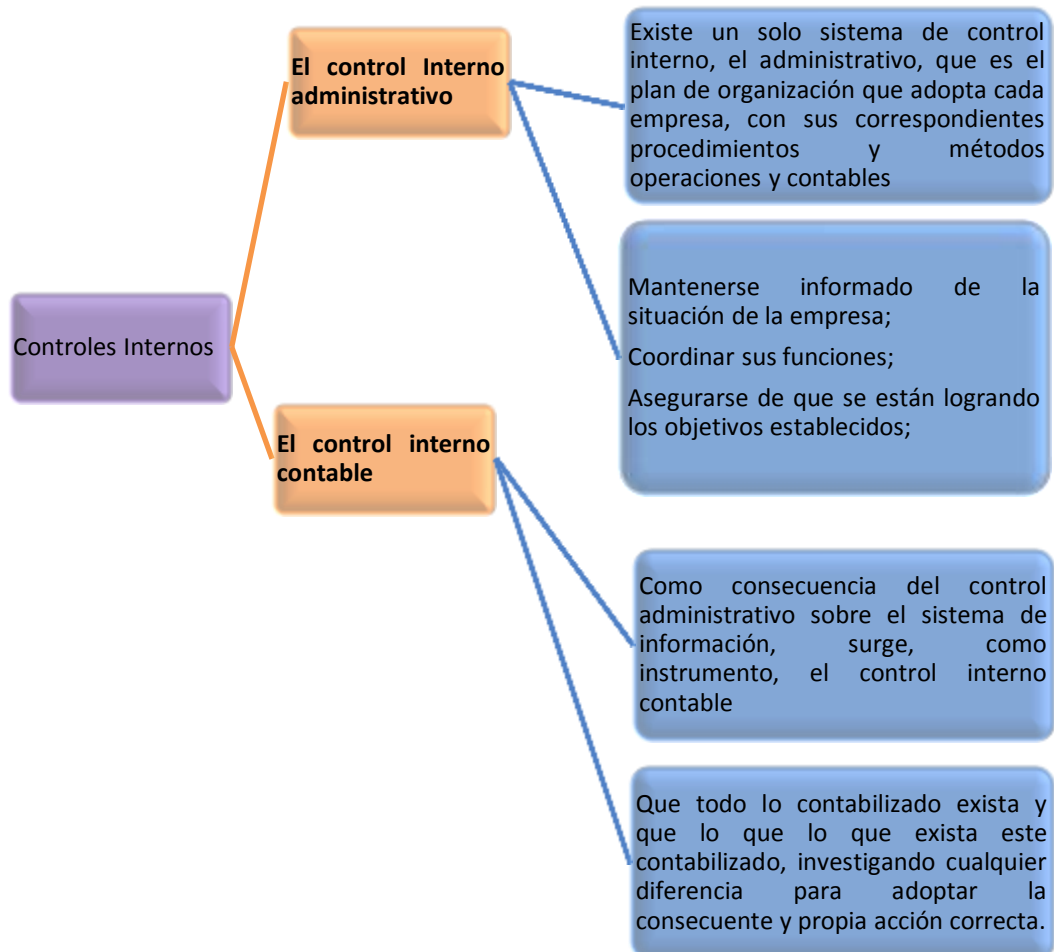 Controles Internos
El control Interno
administrativo
Existe un solo sistema de control
interno, el administrativo, que es el
plan de organización que adopta cada
empresa, con sus correspondientes
procedimientos y métodos
operaciones y contables
Mantenerse informado de la
situación de la empresa;
Coordinar sus funciones;
Asegurarse de que se están logrando
los objetivos establecidos;
El control interno
contable
Como consecuencia del control
administrativo sobre el sistema de
información, surge, como
instrumento, el control interno
contable
Que todo lo contabilizado exista y
que lo que lo que exista este
contabilizado, investigando cualquier
diferencia para adoptar la
consecuente y propia acción correcta.